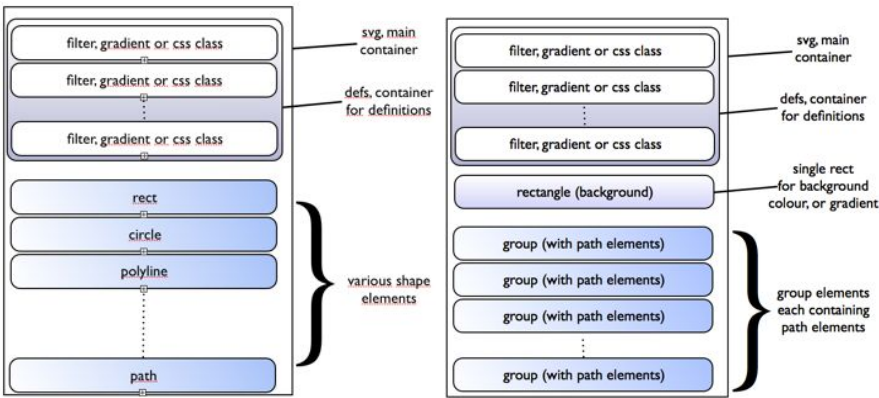 filter, gradient or css class
filter, gradient or css class
filter, gradient or css class
rect
circle
polyline
path
svg, main
container
defs, container
for definitions
various shape
elements
filter, gradient or css class
filter, gradient or css class
filter, gradient or css class
rectangle (background)
group (with path elements)
group (with path elements)
group (with path elements)
group (with path elements)
svg, main
container
defs, container
for definitions
single rect
for background
colour, or gradient
group elements
each containing
path elements